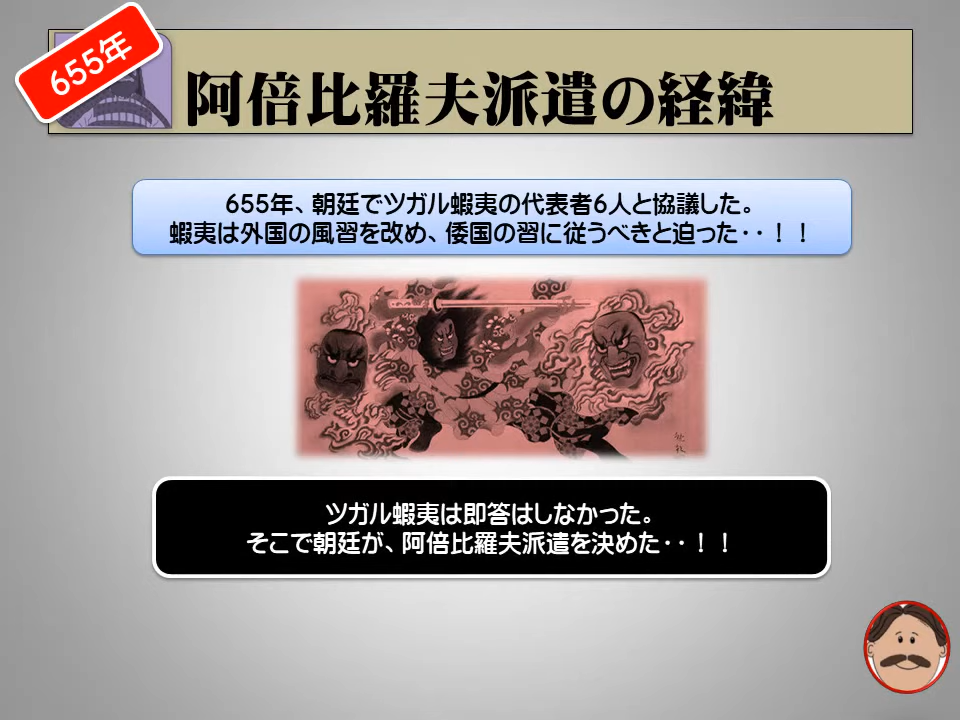 655年
阿倍比羅夫派遣の経緯
655年、朝廷でツガル蝦夷の代表者6人と協議した。
蝦夷は外国の風習を改め、倭国の習に従うべきと迫った・・！！
ツガル蝦夷は即答はしなかった。
そこで朝廷が、阿倍比羅夫派遣を決めた・・！！